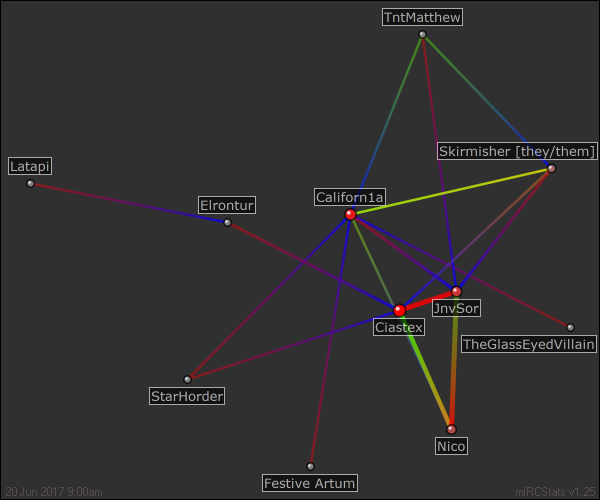 TntMatthew
Skirmisher [they/them]
Latapi
Californ1a
Elrontur
JnvSor
Ciastex
TheGlassEyedVillain
StarHorder
Nico
Festive Artum
20 Jun 2017 9:00am
mIRCStats v1.25